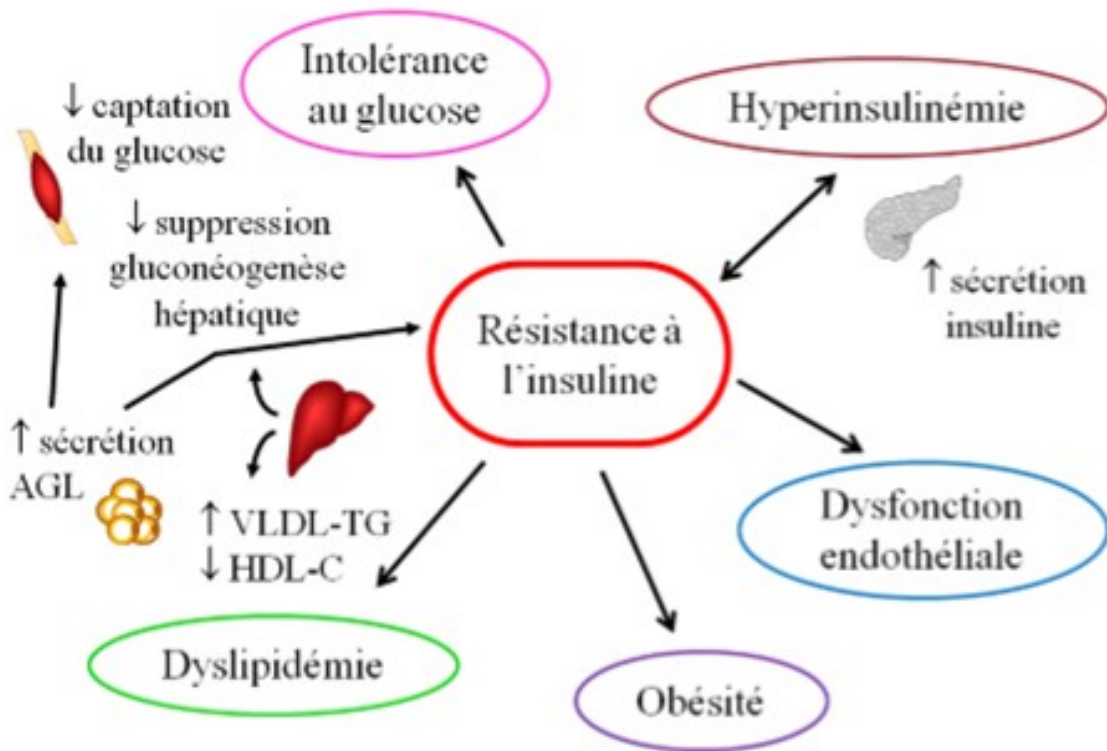 Intolérance
au glucose
Hyperinsulinémie
↓ captation
du glucose
↓ suppression
gluconéogenèse
hépatique
↑ sécrétion
insuline
Résistance à
l'insuline
↑ sécrétion
AGL
↑ VLDL-TG
↓ HDL-C
Dysfonction
endothéliale
Dyslipidémie
Obésité